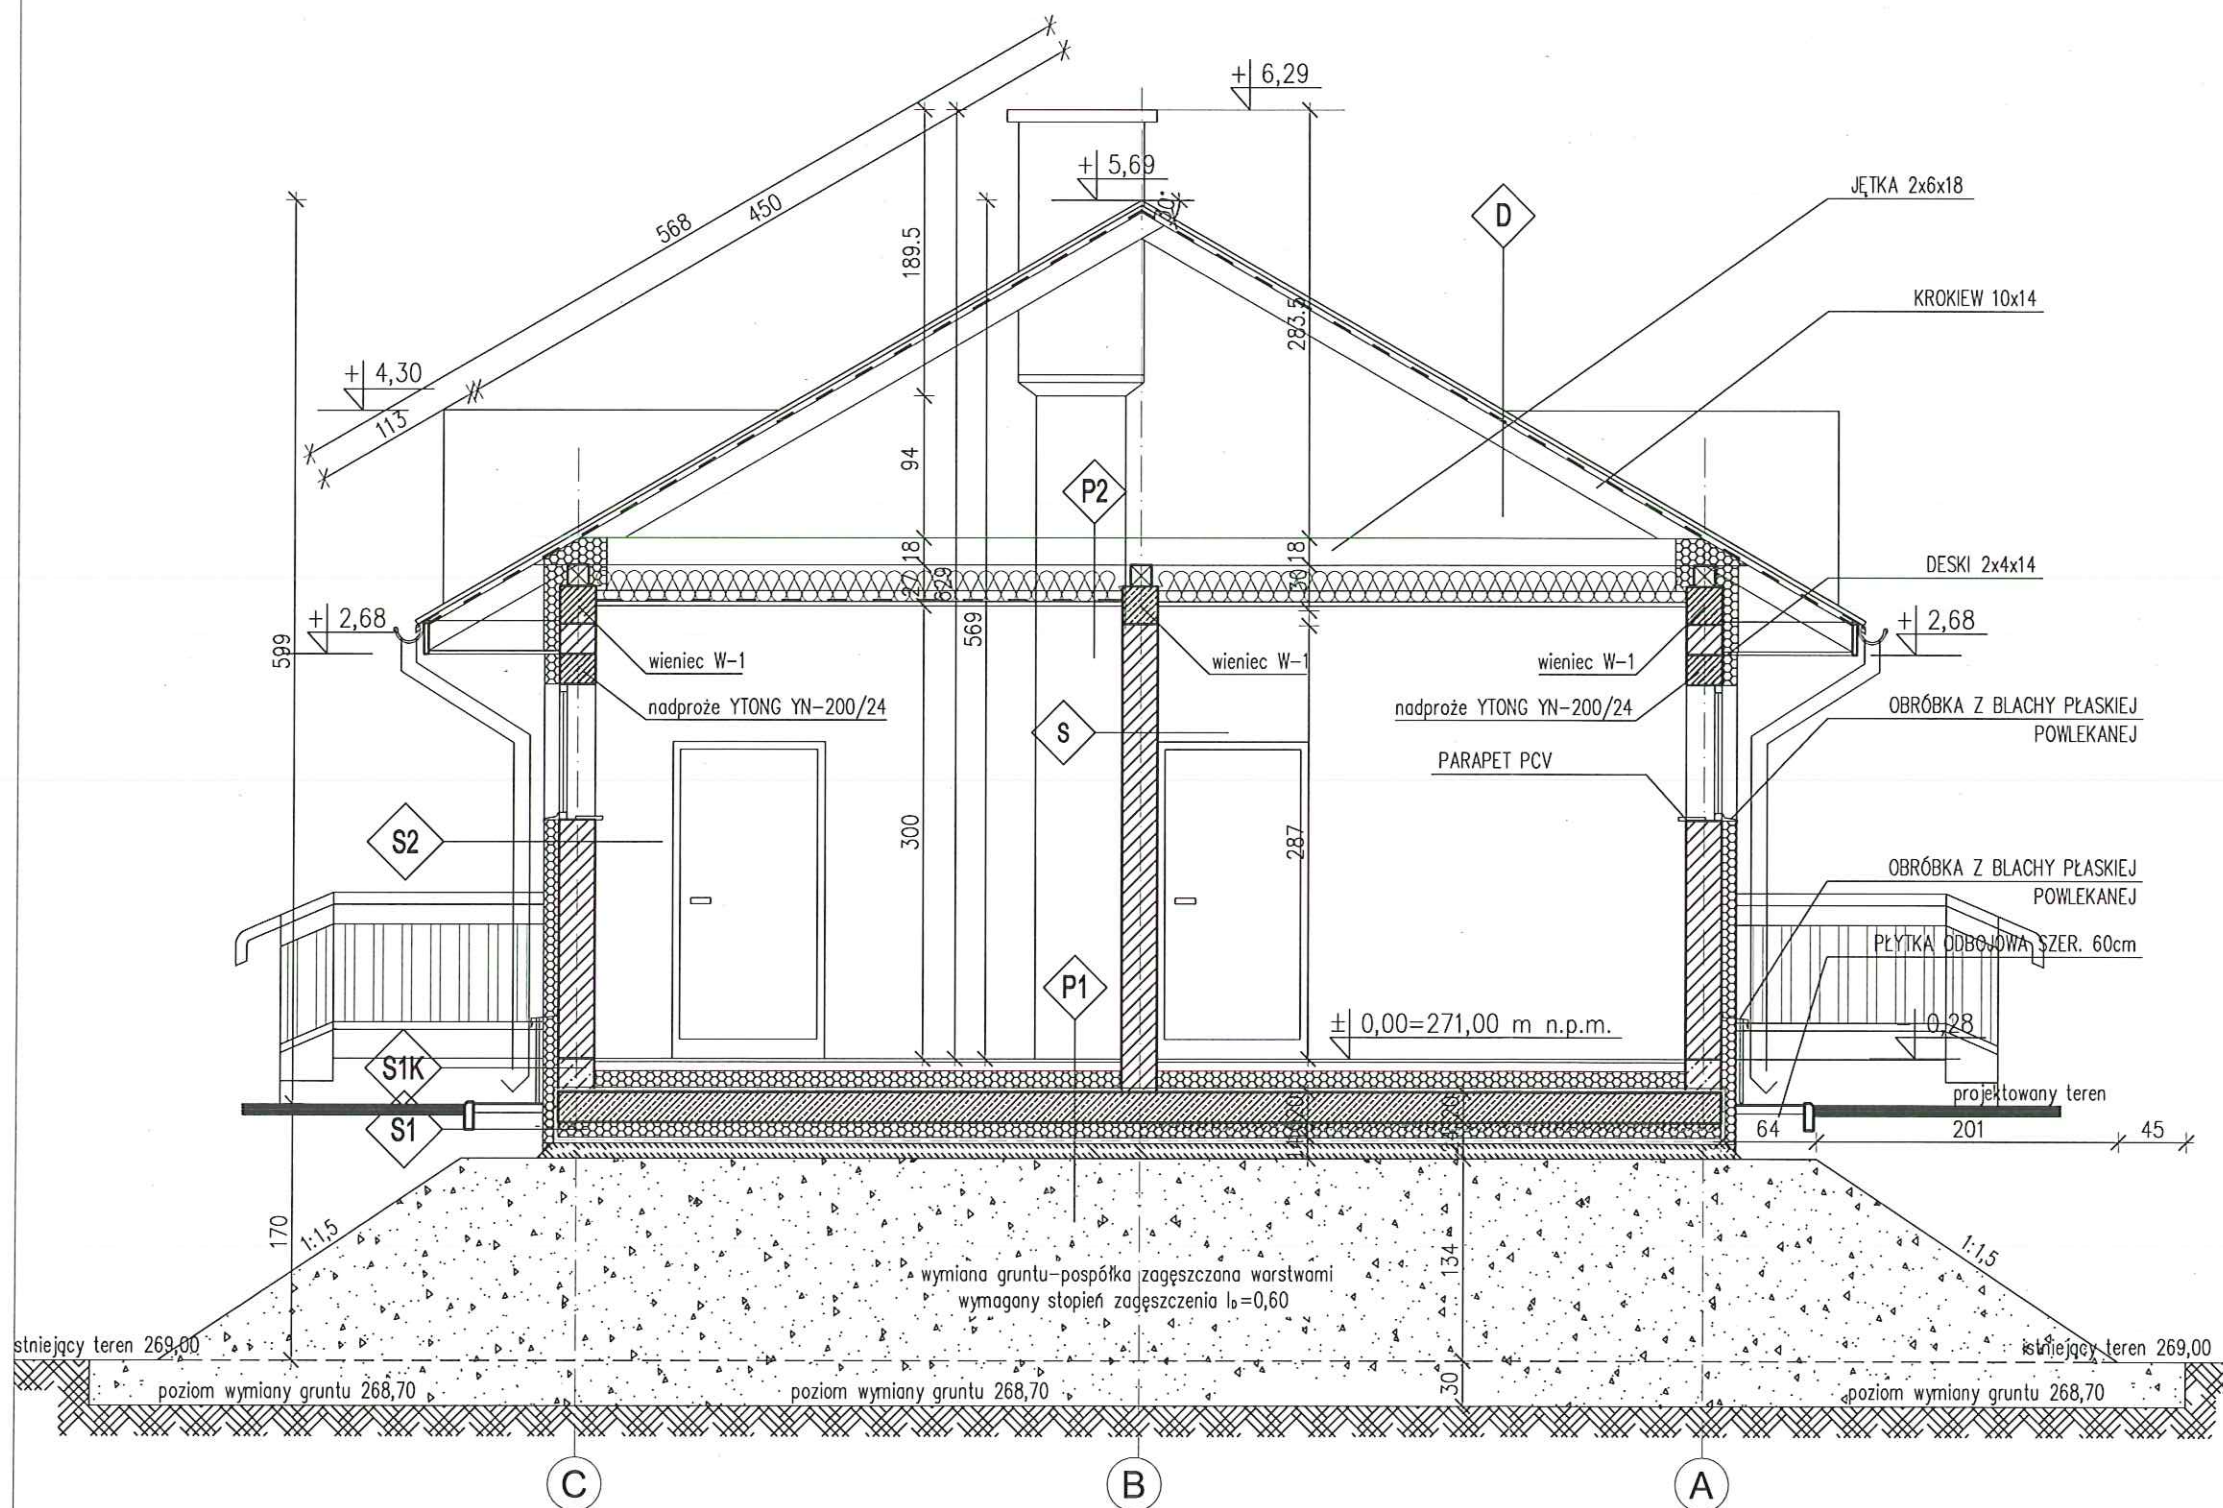 + 6,29
+ 5,69
30°
568
450
113
+ 4,30
189.5
283.5
D
JĘTKA 2x6x18
KROKIEW 10x14
94
P2
18
27
629
18
30
DESKI 2x4x14
599
569
+ 2,68
+ 2,68
wieniec W-1
wieniec W-1
wieniec W-1
nadproże YTONG YN-200/24
nadproże YTONG YN-200/24
OBRÓBKA Z BLACHY PŁASKIEJ
POWLEKANEJ
S
PARAPET PCV
S2
300
287
OBRÓBKA Z BLACHY PŁASKIEJ
POWLEKANEJ
PŁYTKA ODBOJOWA SZER. 60cm
P1
± 0,00=271,00 m n.p.m.
0,28
S1K
S1
projektowany teren
64
201
45
170
1:1,5
1:1,5
134
wymiana gruntu-pospółka zagęszczana warstwami
wymagany stopień zagęszczenia ID=0,60
stniejący teren 269,00
istniejący teren 269,00
30
poziom wymiany gruntu 268,70
poziom wymiany gruntu 268,70
poziom wymiany gruntu 268,70
C
B
A